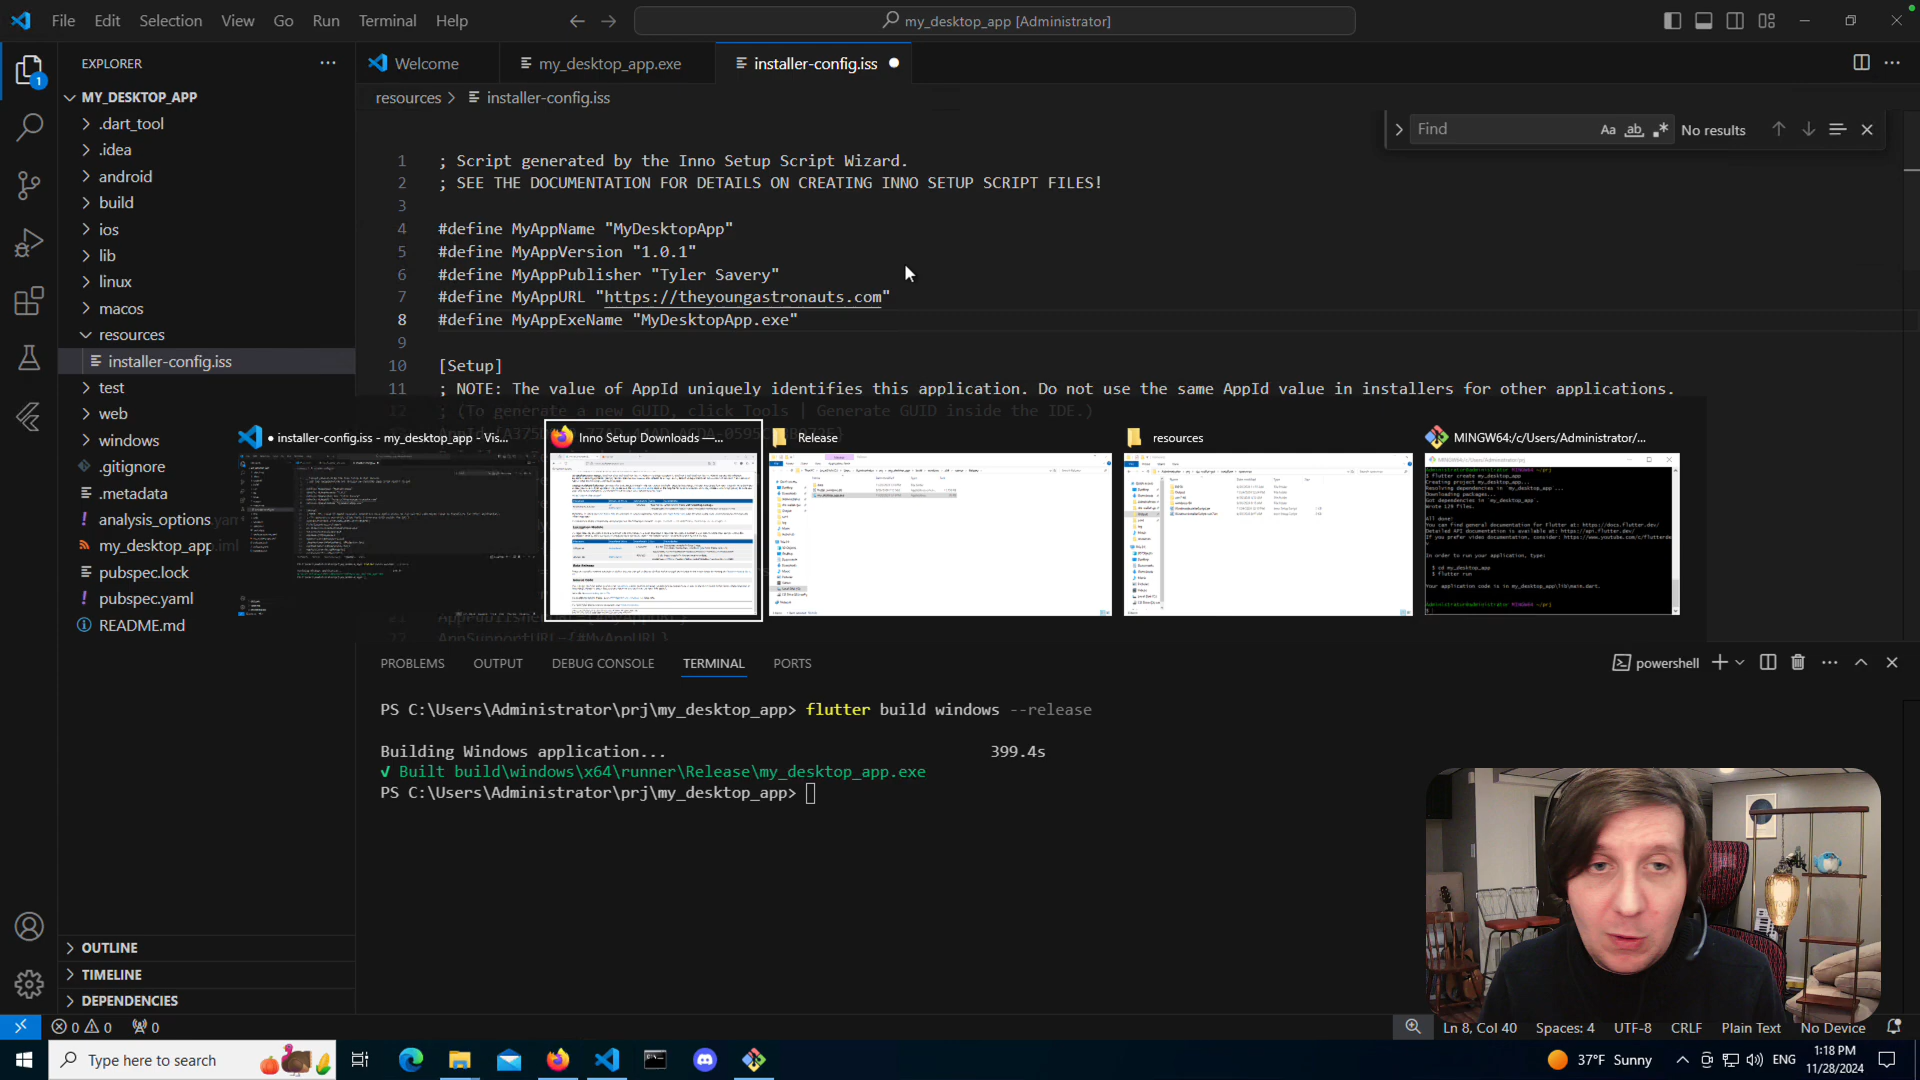 File Edit Selection View Go Run Terminal Help
my_desktop_app [Administrator]
EXPLORER
Welcome
my_desktop_app.exe
installer-config.iss
MY_DESKTOP_APP
resources > installer-config.iss
.dart_tool
.idea
android
build
ios
lib
linux
macos
resources
installer-config.iss
test
web
windows
.gitignore
.metadata
analysis_options.yaml
my_desktop_app.iml
pubspec.lock
pubspec.yaml
README.md
Find
Aa ab
No results
1 ; Script generated by the Inno Setup Script Wizard.
2 ; SEE THE DOCUMENTATION FOR DETAILS ON CREATING INNO SETUP SCRIPT FILES!
3
4 #define MyAppName "MyDesktopApp"
5 #define MyAppVersion "1.0.1"
6 #define MyAppPublisher "Tyler Savery"
7 #define MyAppURL "https://theyoungastronauts.com"
8 #define MyAppExeName "MyDesktopApp.exe"
9
10 [Setup]
11 ; NOTE: The value of AppId uniquely identifies this application. Do not use the same AppId value in installers for other applications.
12 ; (To generate a new GUID, click Tools | Generate GUID inside the IDE.)
● installer-config.iss - my_desktop_app - Vis...
Inno Setup Downloads —...
Release
resources
MINGW64:/c/Users/Administrator/...
AppSupportURL={#MyAppURL}
PROBLEMS OUTPUT DEBUG CONSOLE TERMINAL PORTS
powershell
PS C:\Users\Administrator\prj\my_desktop_app> flutter build windows --release
Building Windows application... 399.4s
√ Built build\windows\x64\runner\Release\my_desktop_app.exe
PS C:\Users\Administrator\prj\my_desktop_app>
OUTLINE
TIMELINE
DEPENDENCIES
0 0 0
Ln 8, Col 40 Spaces: 4 UTF-8 CRLF Plain Text No Device
Type here to search
37°F Sunny
ENG
1:18 PM
11/28/2024